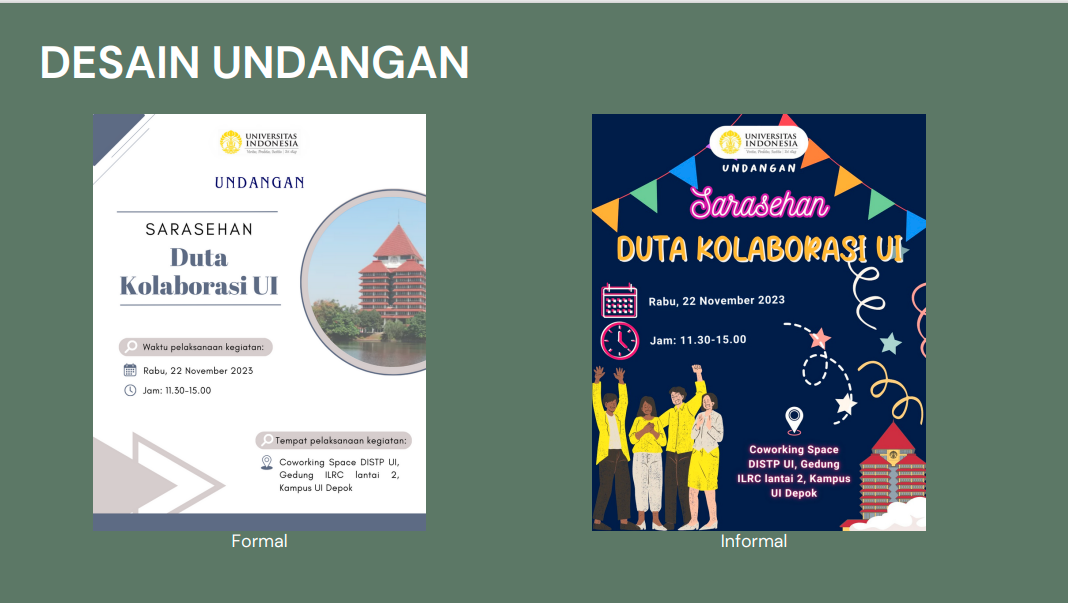 DESAIN UNDANGAN
UNIVERSITAS
INDONESIA
UNDANGAN
SARASEHAN
Duta
Kolaborasi UI
Waktu pelaksanaan kegiatan:
Rabu, 22 November 2023
Jam: 11.30-15.00
Tempat pelaksanaan kegiatan:
Coworking Space DISTP UI,
Gedung ILRC lantai 2,
Kampus UI Depok
Formal
UNIVERSITAS
INDONESIA
UNDANGAN
Sarasehan
DUTA KOLABORASI UI
Rabu, 22 November 2023
Jam: 11.30-15.00
Coworking Space
DISTP UI, Gedung
ILRC lantai 2, Kampus
UI Depok
Informal